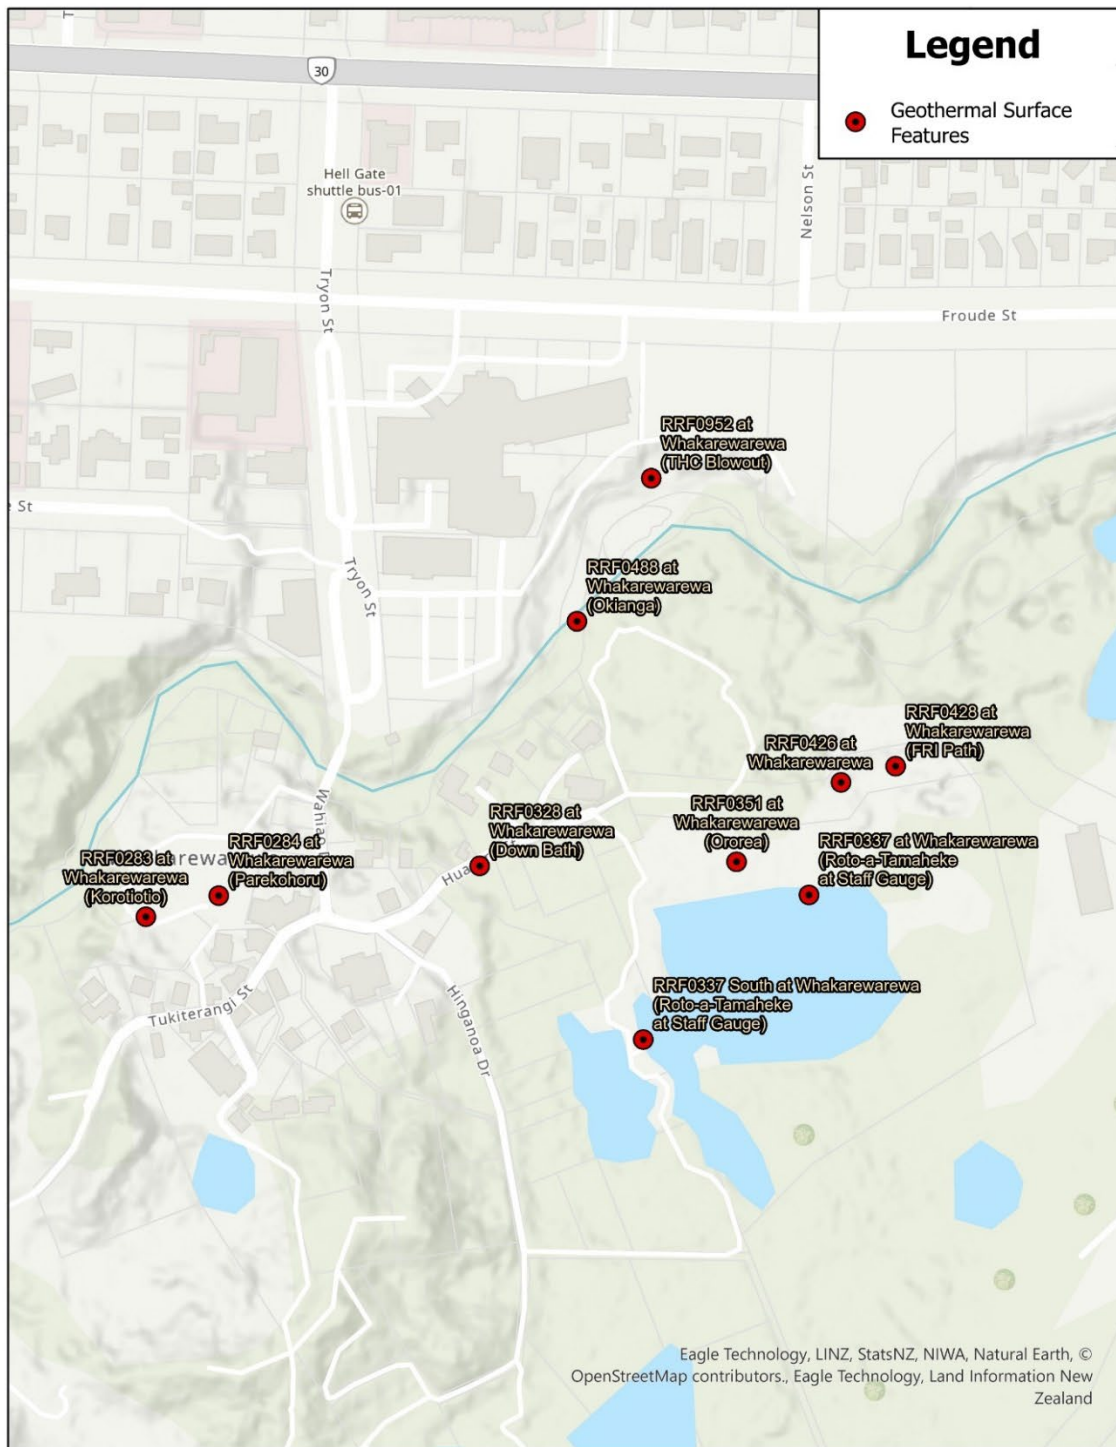 Legend
Geothermal Surface
Features
T
30
Hell Gate
shuttle bus-01
Nelson St
Tryon St
Froude St
RRF0952 at
Whakarewarewa
(THC Blowout)
e St
Tryon St
RRF0488 at
Whakarewarewa
(Okianga)
RRF0428 at
Whakarewarewa
(FRI Path)
RRF0426 at
Whakarewarewa
Wahiao
RRF0328 at
Whakarewarewa
(Down Bath)
RRF0351 at
Whakarewarewa
(Ororea)
RRF0284 at
Whakarewarewa
(Parekohoru)
RRF0283 at
Whakarewarewa
(Korotiotio)
arewa
Hua
RRF0337 at Whakarewarewa
(Roto-a-Tamaheke
at Staff Gauge)
RRF0337 South at Whakarewarewa
(Roto-a-Tamaheke
at Staff Gauge)
Tukiterangi St
Hinganoa Dr
Eagle Technology, LINZ, StatsNZ, NIWA, Natural Earth, ©
OpenStreetMap contributors., Eagle Technology, Land Information New
Zealand